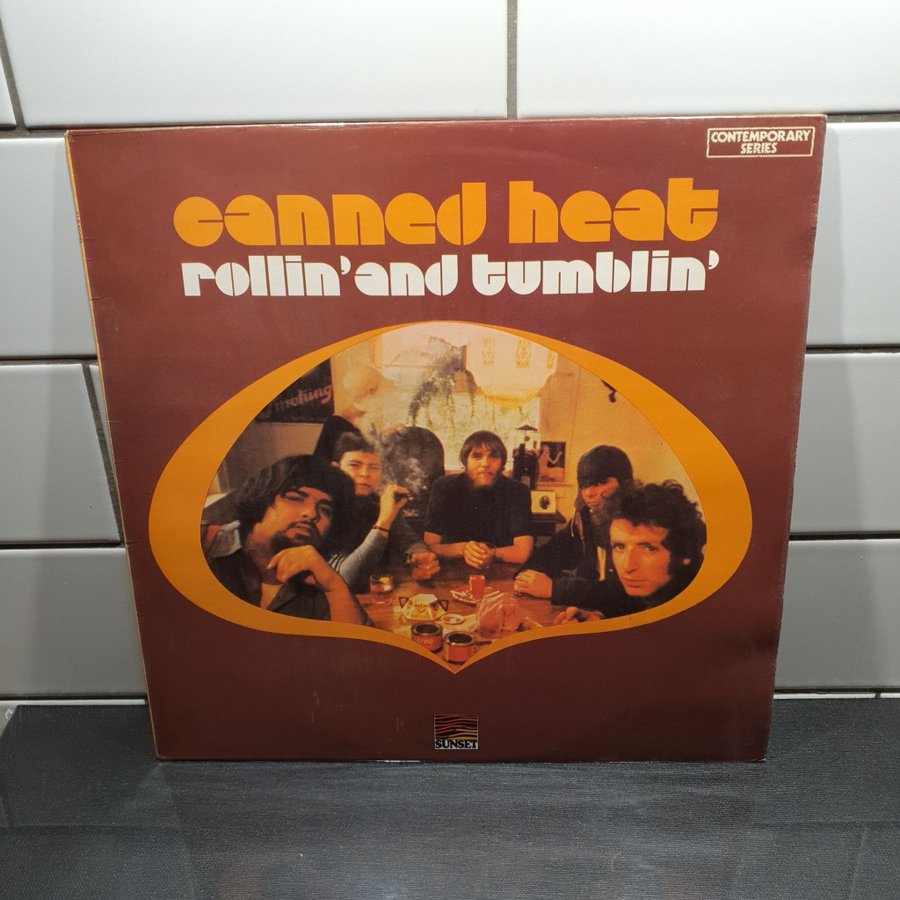 CONTEMPORARY
SERIES
canned heat
rollin' and tumblin'
SUNSET